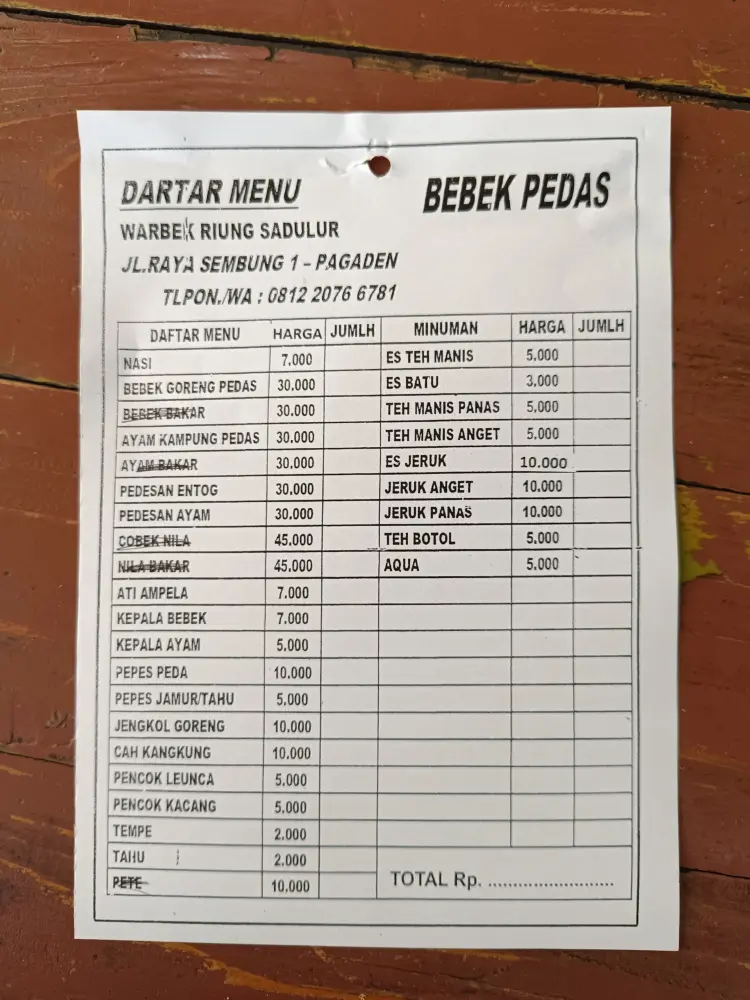 DARTAR MENU
BEBEK PEDAS
WARBEK RIUNG SADULUR
JL.RAYA SEMBUNG 1 - PAGADEN
TLPON./WA : 0812 2076 6781
DAFTAR MENU HARGA JUMLH MINUMAN HARGA JUMLH
NASI 7.000 ES TEH MANIS 5.000
BEBEK GORENG PEDAS 30.000 ES BATU 3.000
BEBEK BAKAR 30.000 TEH MANIS PANAS 5.000
AYAM KAMPUNG PEDAS 30.000 TEH MANIS ANGET 5.000
AYAM BAKAR 30.000 ES JERUK 10.000
PEDESAN ENTOG 30.000 JERUK ANGET 10.000
PEDESAN AYAM 30.000 JERUK PANAS 10.000
COBEK NILA 45.000 TEH BOTOL 5.000
NILA BAKAR 45.000 AQUA 5.000
ATI AMPELA 7.000
KEPALA BEBEK 7.000
KEPALA AYAM 5.000
PEPES PEDA 10.000
PEPES JAMUR/TAHU 5.000
JENGKOL GORENG 10.000
CAH KANGKUNG 10.000
PENCOK LEUNCA 5.000
PENCOK KACANG 5.000
TEMPE 2.000
TAHU 2.000
PETE 10.000
TOTAL Rp. ........................